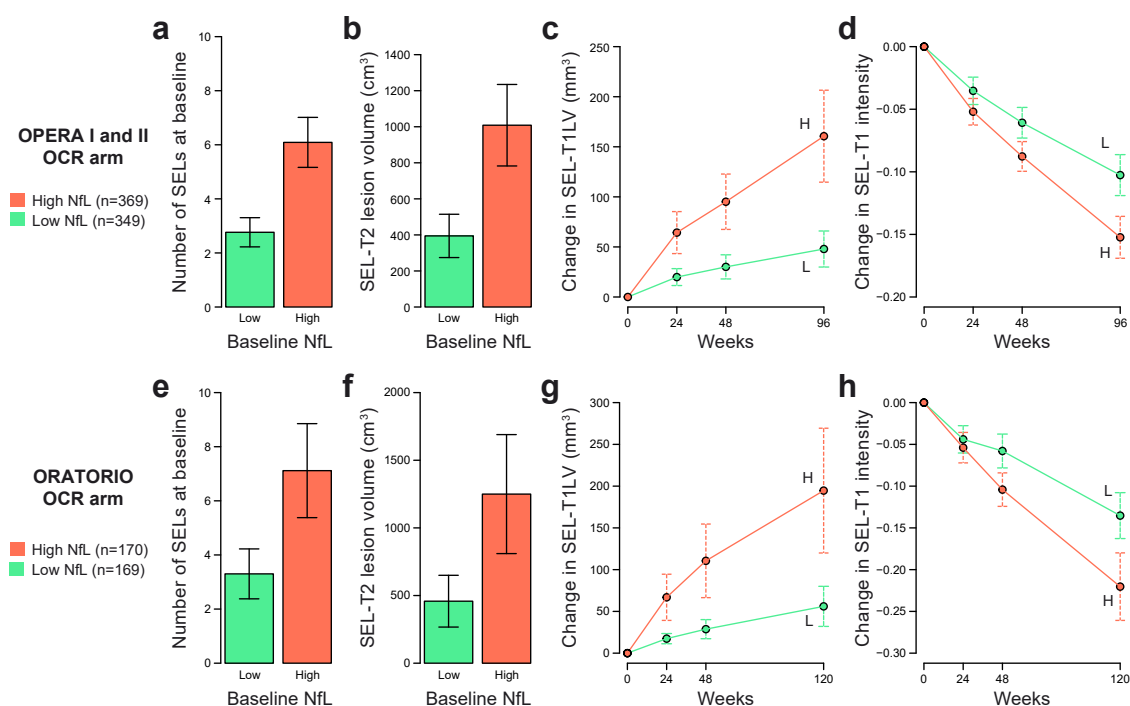 a
b
c
d
OPERA I and II
OCR arm
High NfL (n=369)
Low NfL (n=349)
Number of SELs at baseline
10
8
6
4
2
0
Low
High
Baseline NfL
SEL-T2 lesion volume (cm³)
1400
1200
1000
800
600
400
200
0
Low
High
Baseline NfL
Change in SEL-T1LV (mm³)
250
200
150
100
50
0
H
L
0
24
48
96
Weeks
Change in SEL-T1 intensity
0.00
−0.05
−0.10
−0.15
−0.20
L
H
0
24
48
96
Weeks
e
f
g
h
ORATORIO
OCR arm
High NfL (n=170)
Low NfL (n=169)
Number of SELs at baseline
10
8
6
4
2
0
Low
High
Baseline NfL
SEL-T2 lesion volume (cm³)
2000
1500
1000
500
0
Low
High
Baseline NfL
Change in SEL-T1LV (mm³)
300
250
200
150
100
50
0
H
L
0
24
48
120
Weeks
Change in SEL-T1 intensity
0.00
−0.05
−0.10
−0.15
−0.20
−0.25
−0.30
L
H
0
24
48
120
Weeks